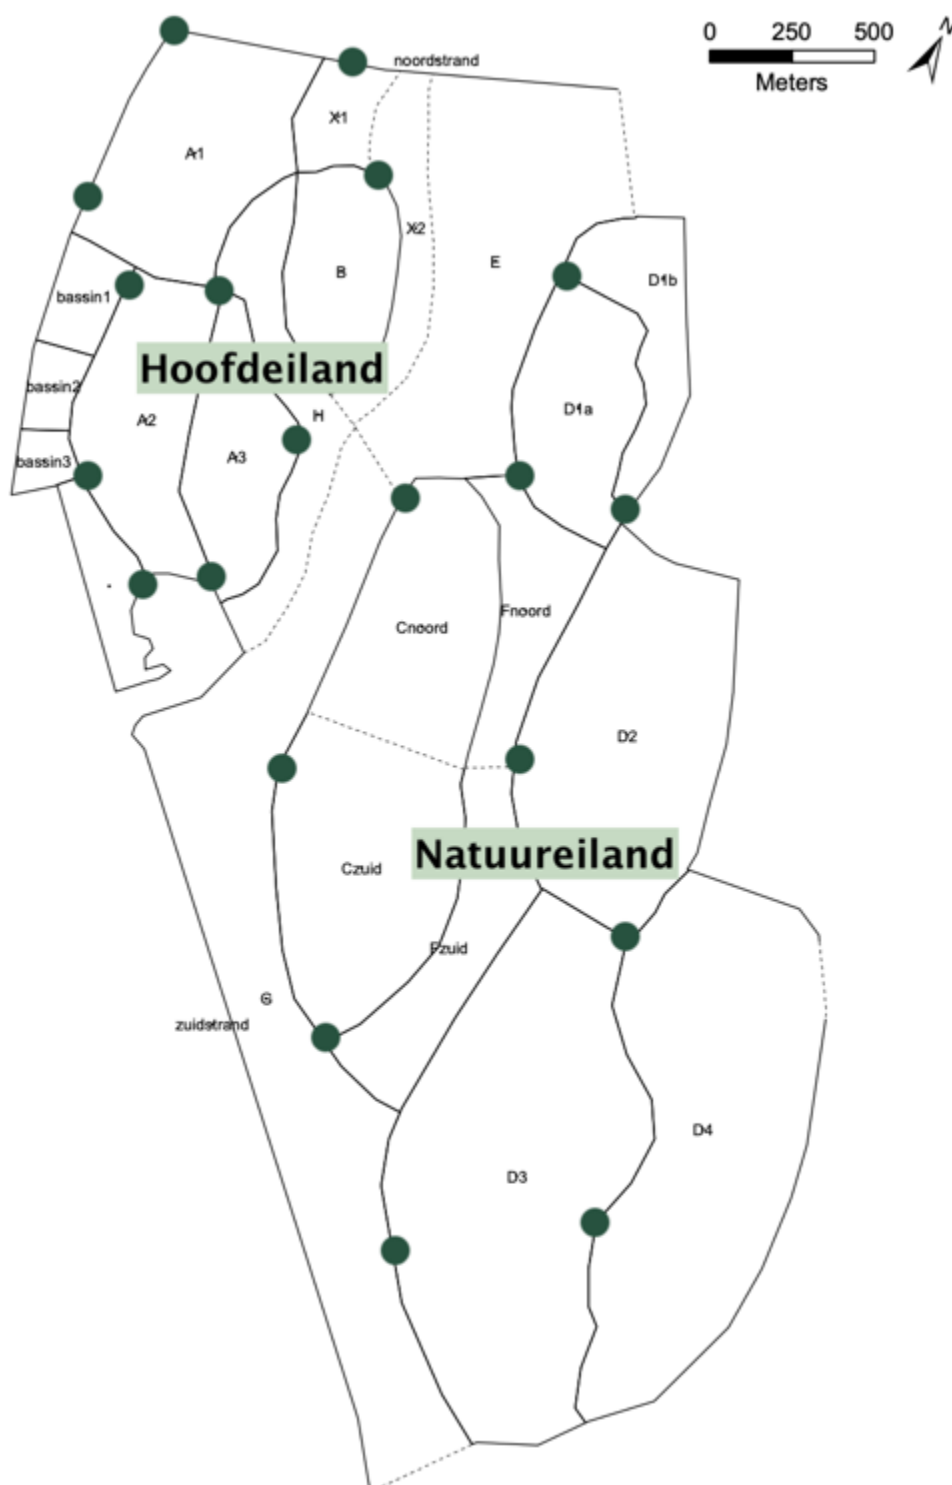 0 250 500
Meters
N
noordstrand
X1
A1
X2
B
E
D1b
bassin1
Hoofdeiland
bassin2
A2
H
D1a
A3
bassin3
Cnoord
Fnoord
D2
Natuureiland
Czuid
Fzuid
G
zuidstrand
D4
D3